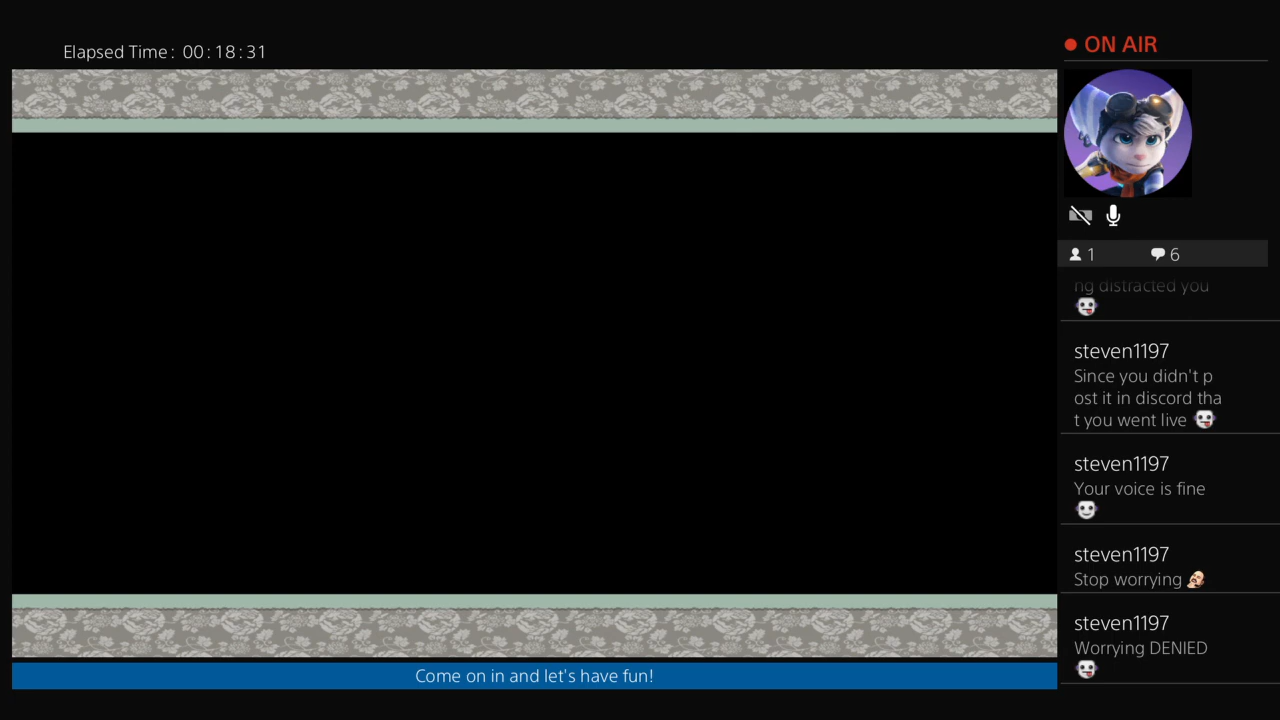 Elapsed Time: 00:18:31
ON AIR
1
6
ng distracted you
steven1197
Since you didn't p
ost it in discord tha
t you went live
steven1197
Your voice is fine
steven1197
Stop worrying
steven1197
Worrying DENIED
Come on in and let's have fun!